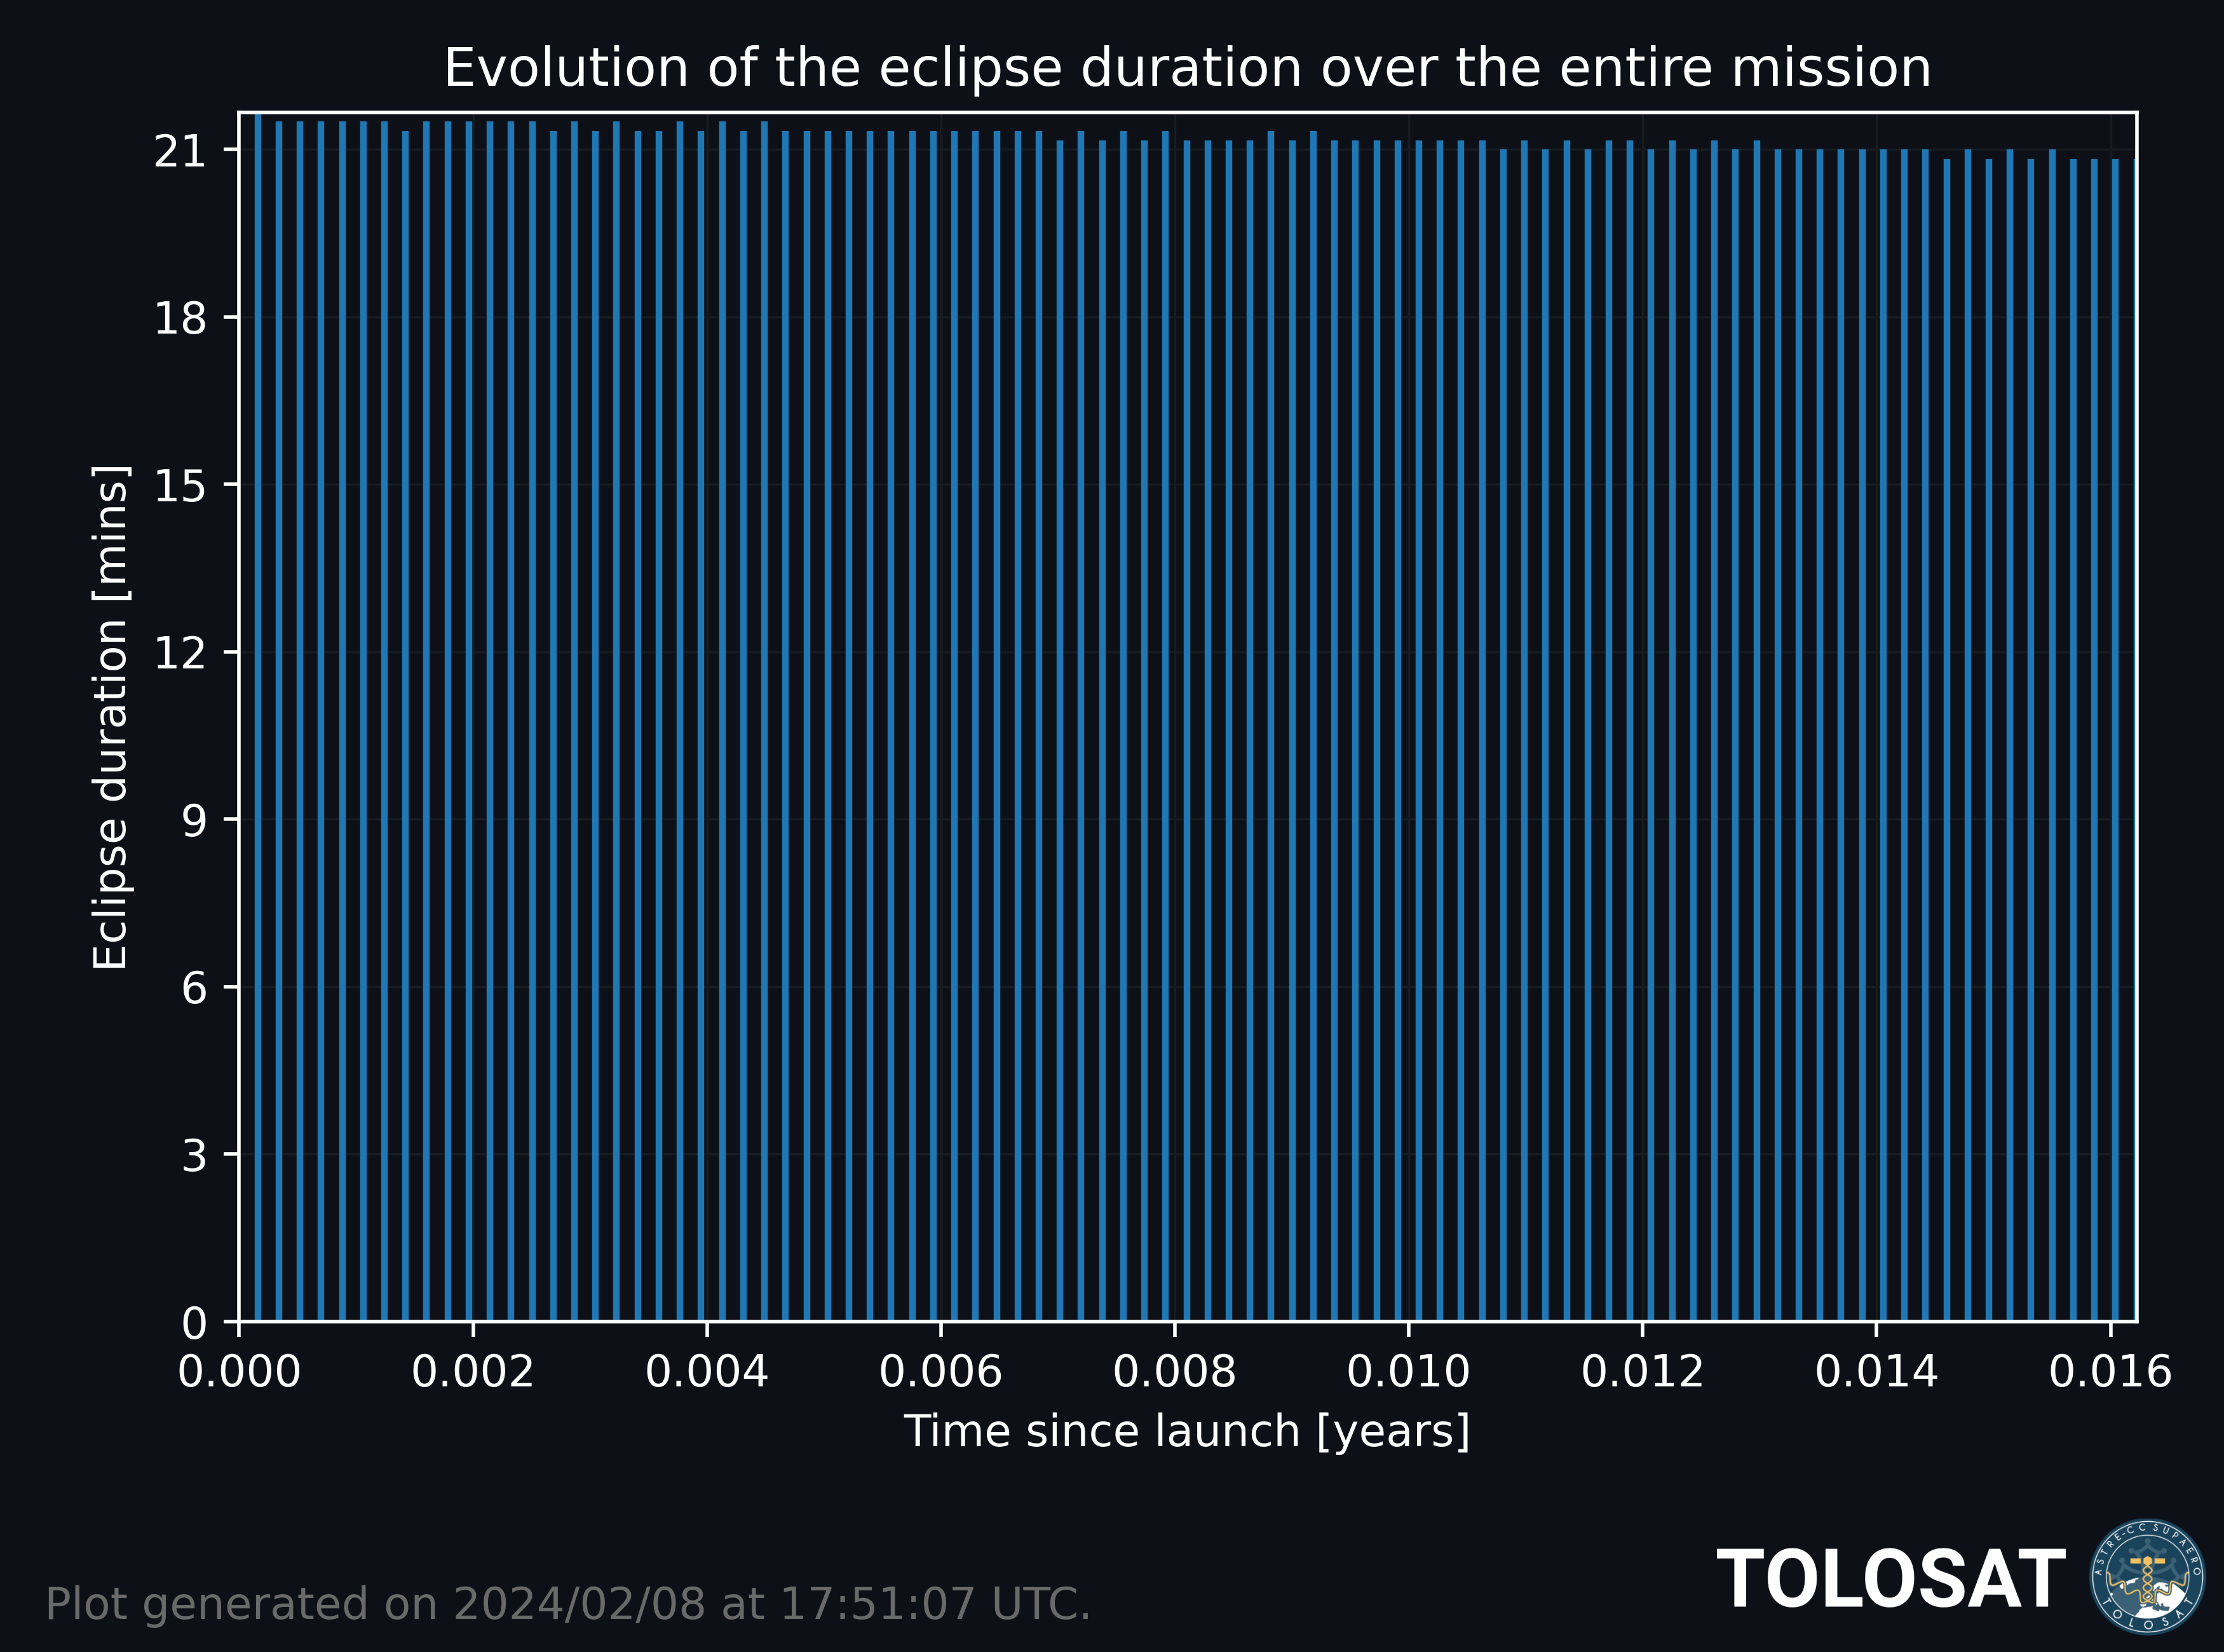 Evolution of the eclipse duration over the entire mission
21
18
15
12
9
6
3
0
Eclipse duration [mins]
0.000 0.002 0.004 0.006 0.008 0.010 0.012 0.014 0.016
Time since launch [years]
TOLOSAT
ASTRE-CC SUPAERO
TOLOSAT
Plot generated on 2024/02/08 at 17:51:07 UTC.